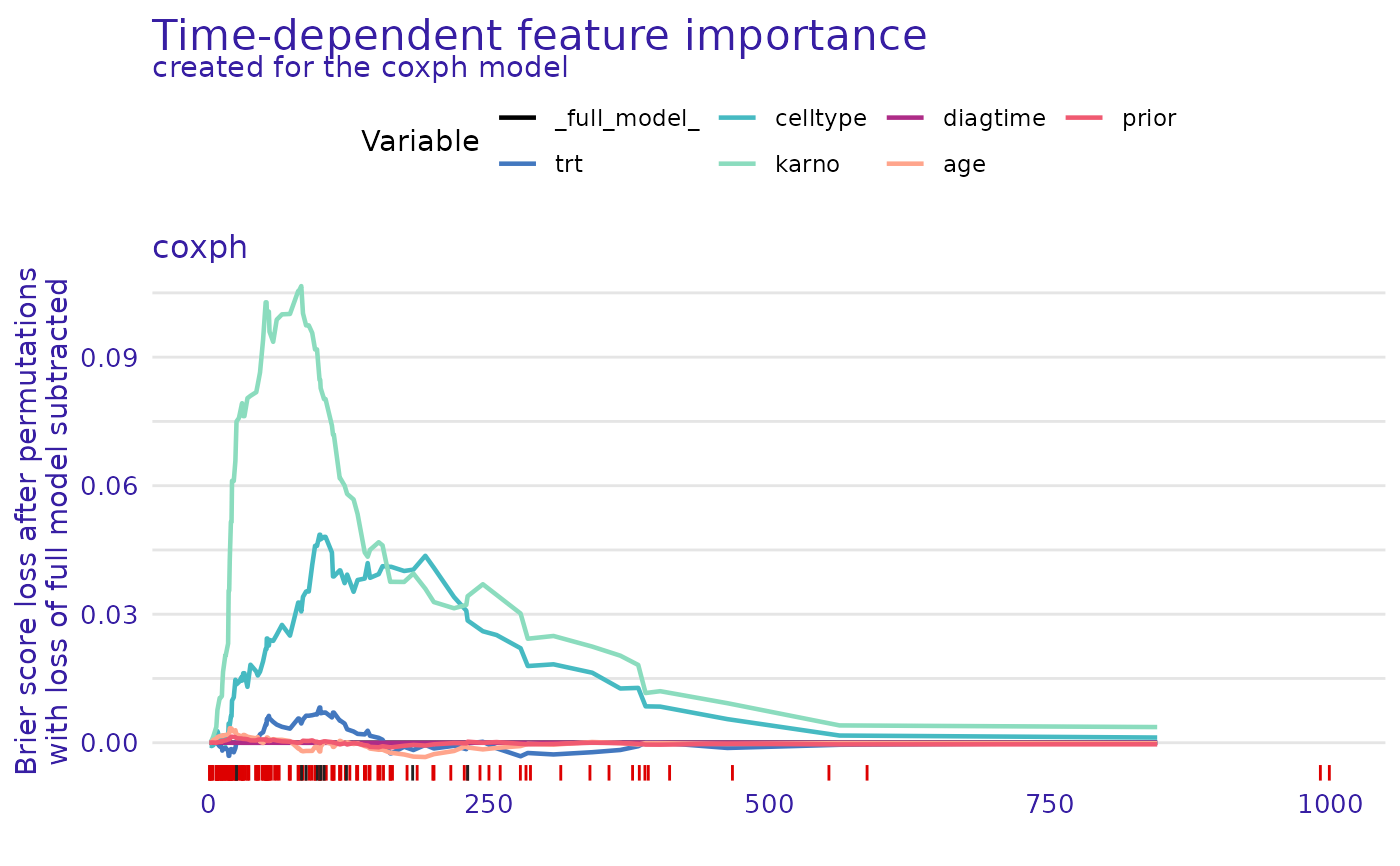 Time-dependent feature importance
created for the coxph model
Variable
_full_model_ celltype diagtime prior
trt karno age
coxph
Brier score loss after permutations
with loss of full model subtracted
0.09
0.06
0.03
0.00
0 250 500 750 1000